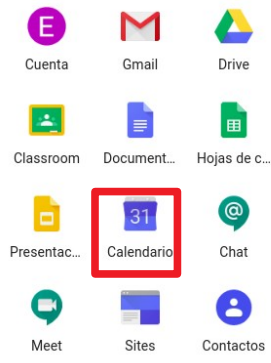 E
Cuenta Gmail Drive
Classroom Document... Hojas de c...
31 @
Presentac... Calendario Chat
Meet Sites Contactos